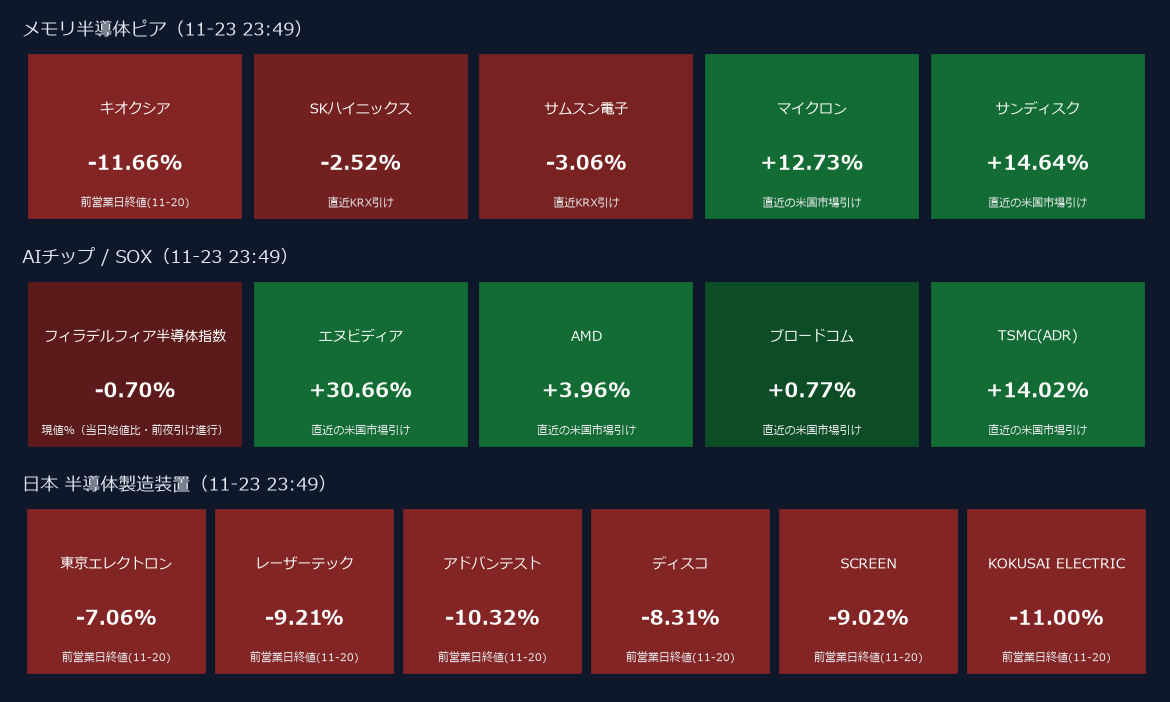 メモリ半導体ピア（11-23 23:49）
キオクシア
-11.66%
前営業日終値(11-20)
SKハイニックス
-2.52%
直近KRX引け
サムスン電子
-3.06%
直近KRX引け
マイクロン
+12.73%
直近の米国市場引け
サンディスク
+14.64%
直近の米国市場引け
AIチップ / SOX（11-23 23:49）
フィラデルフィア半導体指数
-0.70%
現値%（当日始値比・前夜引け進行）
エヌビディア
+30.66%
直近の米国市場引け
AMD
+3.96%
直近の米国市場引け
ブロードコム
+0.77%
直近の米国市場引け
TSMC(ADR)
+14.02%
直近の米国市場引け
日本 半導体製造装置（11-23 23:49）
東京エレクトロン
-7.06%
前営業日終値(11-20)
レーザーテック
-9.21%
前営業日終値(11-20)
アドバンテスト
-10.32%
前営業日終値(11-20)
ディスコ
-8.31%
前営業日終値(11-20)
SCREEN
-9.02%
前営業日終値(11-20)
KOKUSAI ELECTRIC
-11.00%
前営業日終値(11-20)